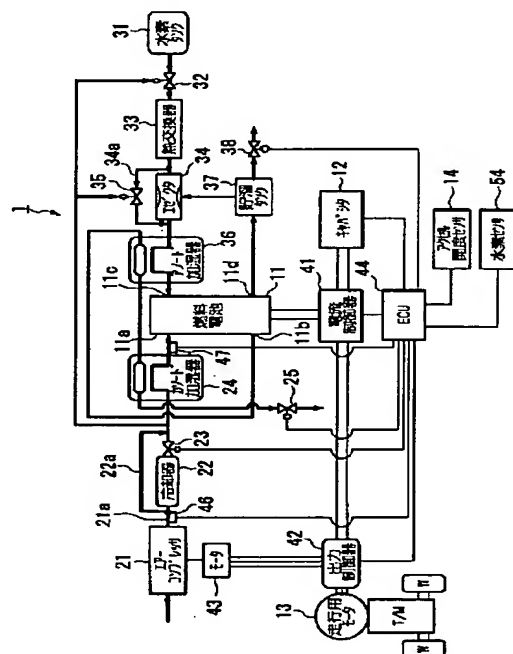 1
31
水素
タンク
32
33
熱交換器
34a
35
34
エゼクタ
38
37
貯溜
タンク
36
アノード
加湿器
11c
11d
11
燃料電池
11a
11b
12
キャパシタ
14
アクセル
開度センサ
54
水素センサ
41
電流
制御器
44
ECU
47
カソード
加湿器
24
25
23
22a
22
冷却器
21a
46
21
エアー
コンプレッサ
43
モータ
42
出力
制御器
13
走行用
モータ
T/M
W
W